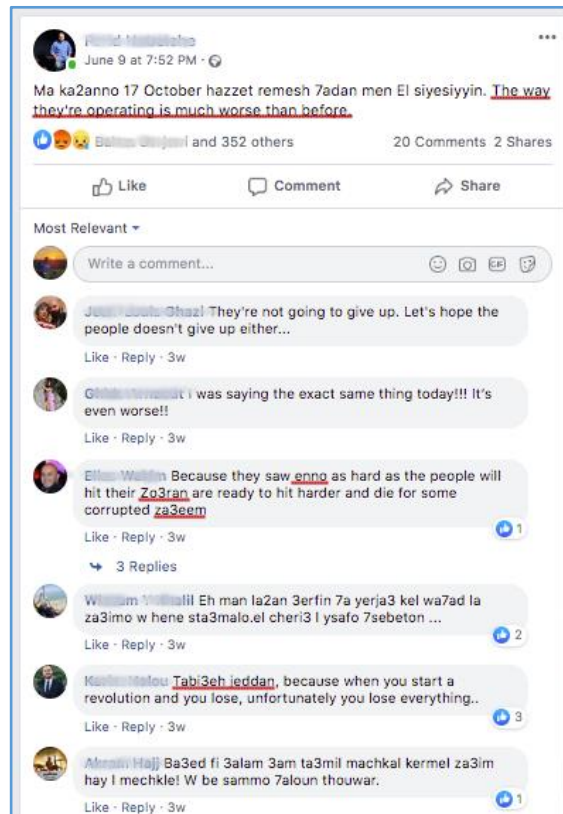 June 9 at 7:52 PM ·
Ma ka2anno 17 October hazzet remesh 7adan men El siyesiyyin. The way
they're operating is much worse than before.
and 352 others
20 Comments 2 Shares
Like
Comment
Share
Most Relevant
Write a comment...
GIF
Ghazi They're not going to give up. Let's hope the
people doesn't give up either...
Like · Reply · 3w
i was saying the exact same thing today!!! It's
even worse!!
Like · Reply · 3w
Because they saw enno as hard as the people will
hit their Zo3ran are ready to hit harder and die for some
corrupted za3eem
1
Like · Reply · 3w
3 Replies
Eh man la2an 3erfin 7a yerja3 kel wa7ad la
za3imo w hene sta3malo.el cheri3 l ysafo 7sebeton ...
2
Like · Reply · 3w
Tabi3eh jeddan, because when you start a
revolution and you lose, unfortunately you lose everything..
3
Like · Reply · 3w
Hajj Ba3ed fi 3alam 3am ta3mil machkal kermel za3im
hay l mechkle! W be sammo 7aloun thouwar.
1
Like · Reply · 3w